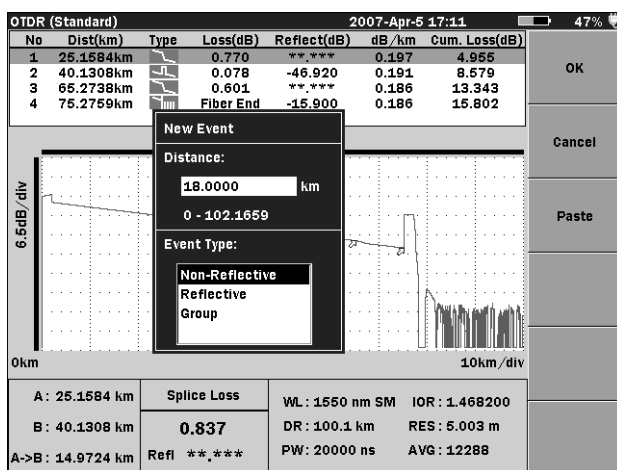 OTDR (Standard) 2007-Apr-5 17:11 47%
No Dist(km) Type Loss(dB) Reflect(dB) dB/km Cum. Loss(dB)
1 25.1584km 0.770 **.*** 0.197 4.955
2 40.1308km 0.078 -46.920 0.191 8.579
3 65.2738km 0.601 **.*** 0.186 13.343
4 75.2759km Fiber End -15.900 0.186 15.802
OK
Cancel
Paste
New Event
Distance:
18.0000 km
0 - 102.1659
Event Type:
Non-Reflective
Reflective
Group
6.5dB/div
0km 10km/div
A: 25.1584 km
B: 40.1308 km
A->B: 14.9724 km
Splice Loss
0.837
Refl **.***
WL: 1550 nm SM IOR: 1.468200
DR: 100.1 km RES: 5.003 m
PW: 20000 ns AVG: 12288